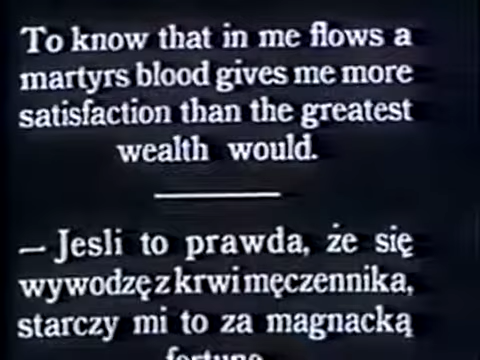 To know that in me flows a
martyrs blood gives me more
satisfaction than the greatest
wealth would.
— Jesli to prawda, że się
wywodzę z krwi męczennika,
starczy mi to za magnacką
fortunę